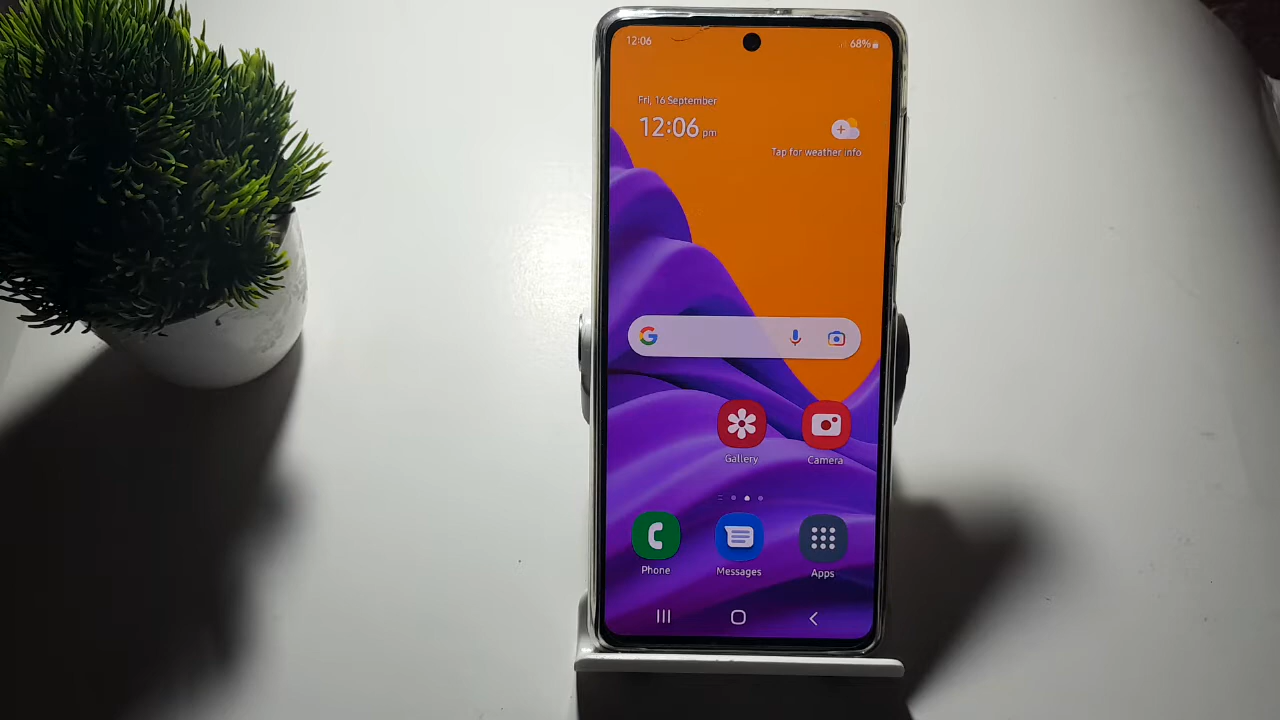 12:06
68%
Fri, 16 September
12:06 pm
Tap for weather info
G
Gallery
Camera
Phone
Messages
Apps